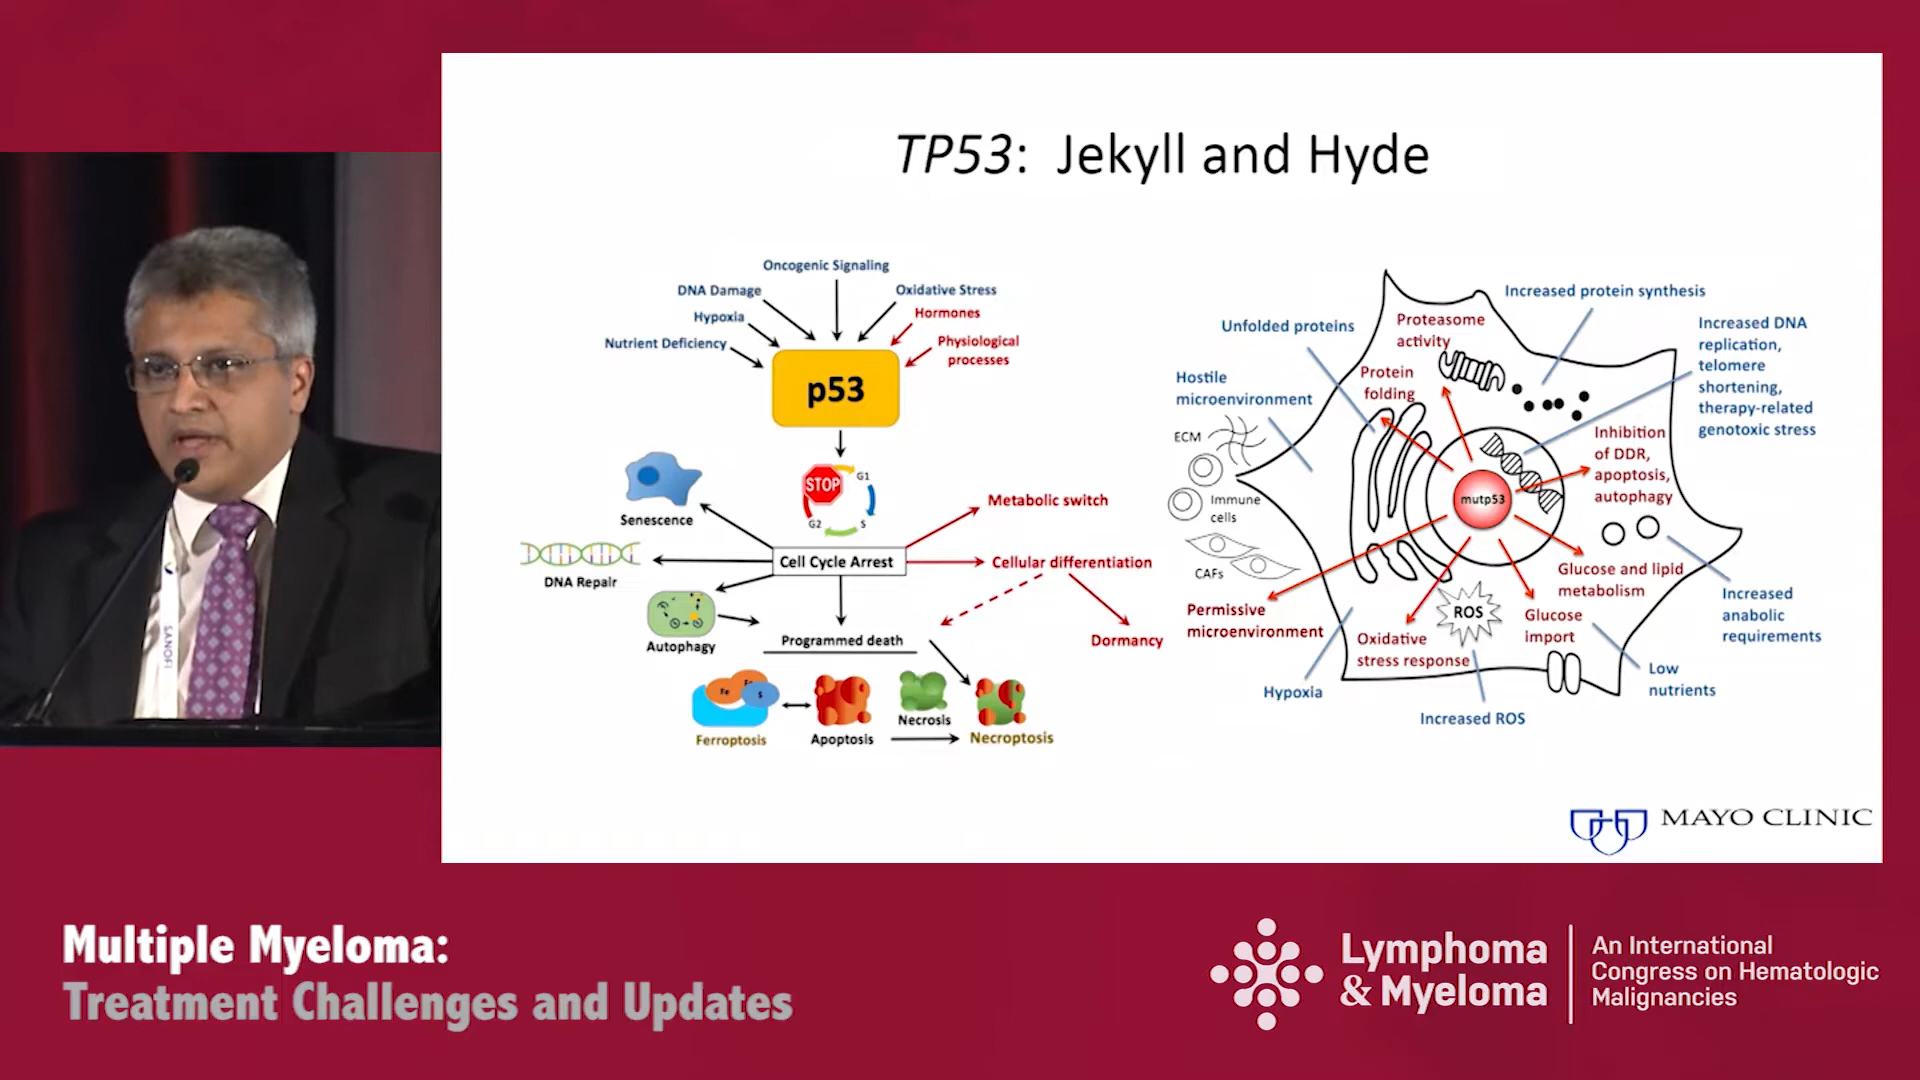 TP53: Jekyll and Hyde
Oncogenic Signaling
DNA Damage
Oxidative Stress
Hypoxia
Hormones
Nutrient Deficiency
Physiological
processes
p53
STOP
G1
S
G2
Senescence
Metabolic switch
Cell Cycle Arrest
Cellular differentiation
DNA Repair
Autophagy
Programmed death
Dormancy
Fe
S
Necrosis
Ferroptosis
Apoptosis
Necroptosis
Increased protein synthesis
Unfolded proteins
Proteasome
activity
Increased DNA
replication,
telomere
shortening,
therapy-related
genotoxic stress
Hostile
microenvironment
Protein
folding
ECM
Immune
cells
CAFs
mutp53
Inhibition
of DDR,
apoptosis,
autophagy
Glucose and lipid
metabolism
Permissive
microenvironment
Oxidative
stress response
ROS
Glucose
import
Increased
anabolic
requirements
Low
nutrients
Hypoxia
Increased ROS
MAYO CLINIC
SANOFI
Multiple Myeloma:
Treatment Challenges and Updates
Lymphoma
& Myeloma
An International
Congress on Hematologic
Malignancies